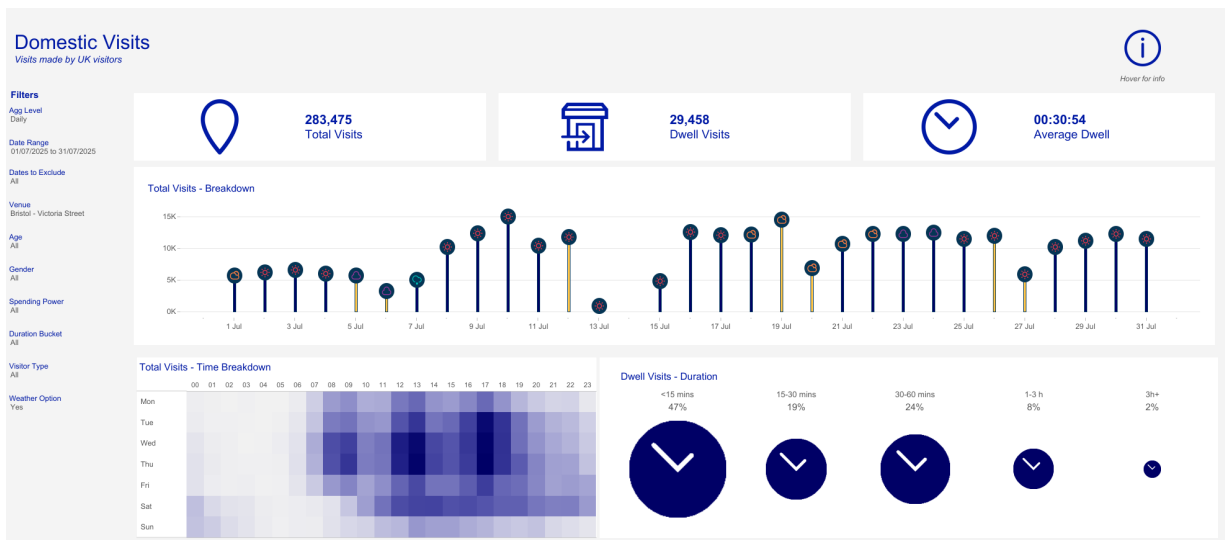 Domestic Visits
Visits made by UK visitors
Hover for info
Filters
Agg Level
Daily
Date Range
01/07/2025 to 31/07/2025
Dates to Exclude
All
Venue
Bristol - Victoria Street
Age
All
Gender
All
Spending Power
All
Duration Bucket
All
Visitor Type
All
Weather Option
Yes
283,475
Total Visits
29,458
Dwell Visits
00:30:54
Average Dwell
Total Visits - Breakdown
15K
10K
5K
0K
1 Jul 3 Jul 5 Jul 7 Jul 9 Jul 11 Jul 13 Jul 15 Jul 17 Jul 19 Jul 21 Jul 23 Jul 25 Jul 27 Jul 29 Jul 31 Jul
Total Visits - Time Breakdown
00 01 02 03 04 05 06 07 08 09 10 11 12 13 14 15 16 17 18 19 20 21 22 23
Mon
Tue
Wed
Thu
Fri
Sat
Sun
Dwell Visits - Duration
<15 mins 15-30 mins 30-60 mins 1-3 h 3h+
47% 19% 24% 8% 2%